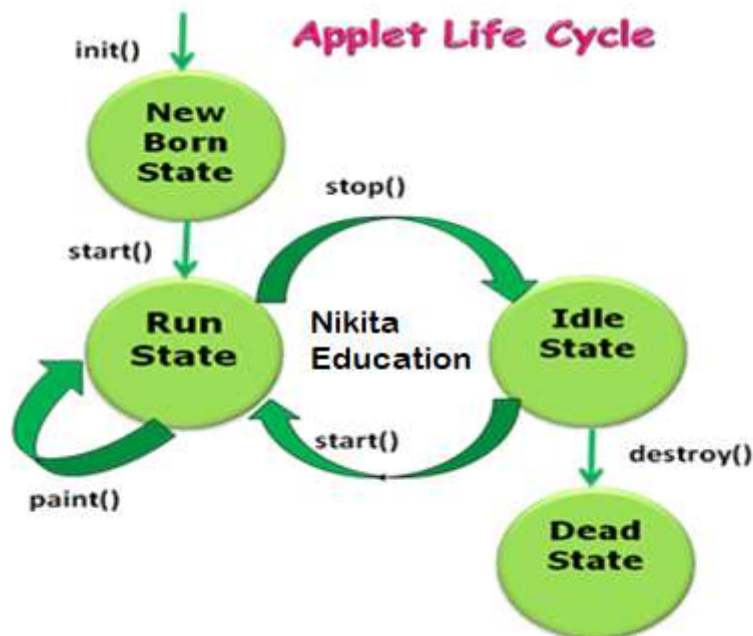 Applet Life Cycle
init()
New
Born
State
stop()
start()
Run
State
Nikita
Education
Idle
State
start()
destroy()
paint()
Dead
State